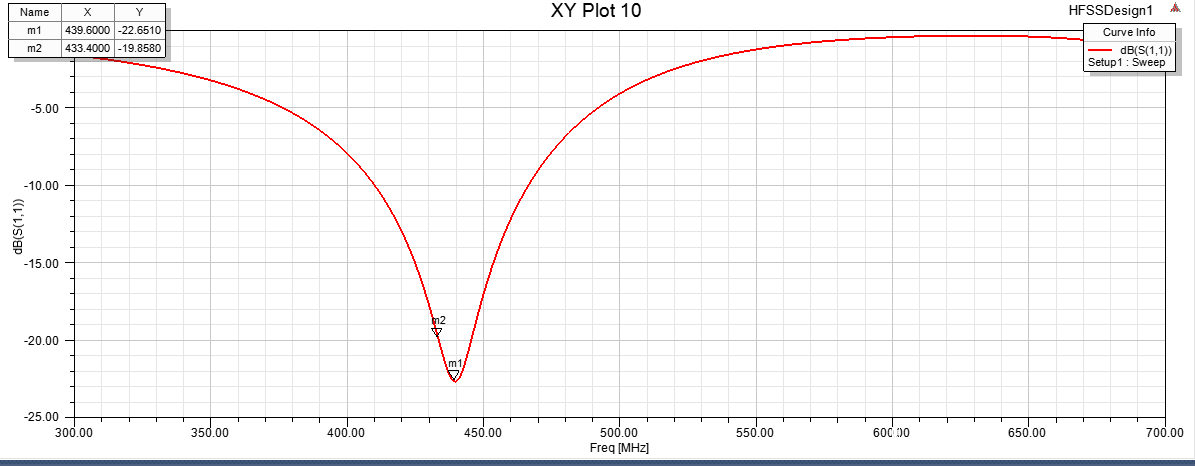 XY Plot 10
HFSSDesign1
Name X Y
m1 439.6000 -22.6510
m2 433.4000 -19.8580
Curve Info
dB(S(1,1))
Setup1 : Sweep
-5.00
-10.00
-15.00
-20.00
-25.00
dB(S(1,1))
m2
m1
300.00 350.00 400.00 450.00 500.00 550.00 600.00 650.00 700.00
Freq [MHz]